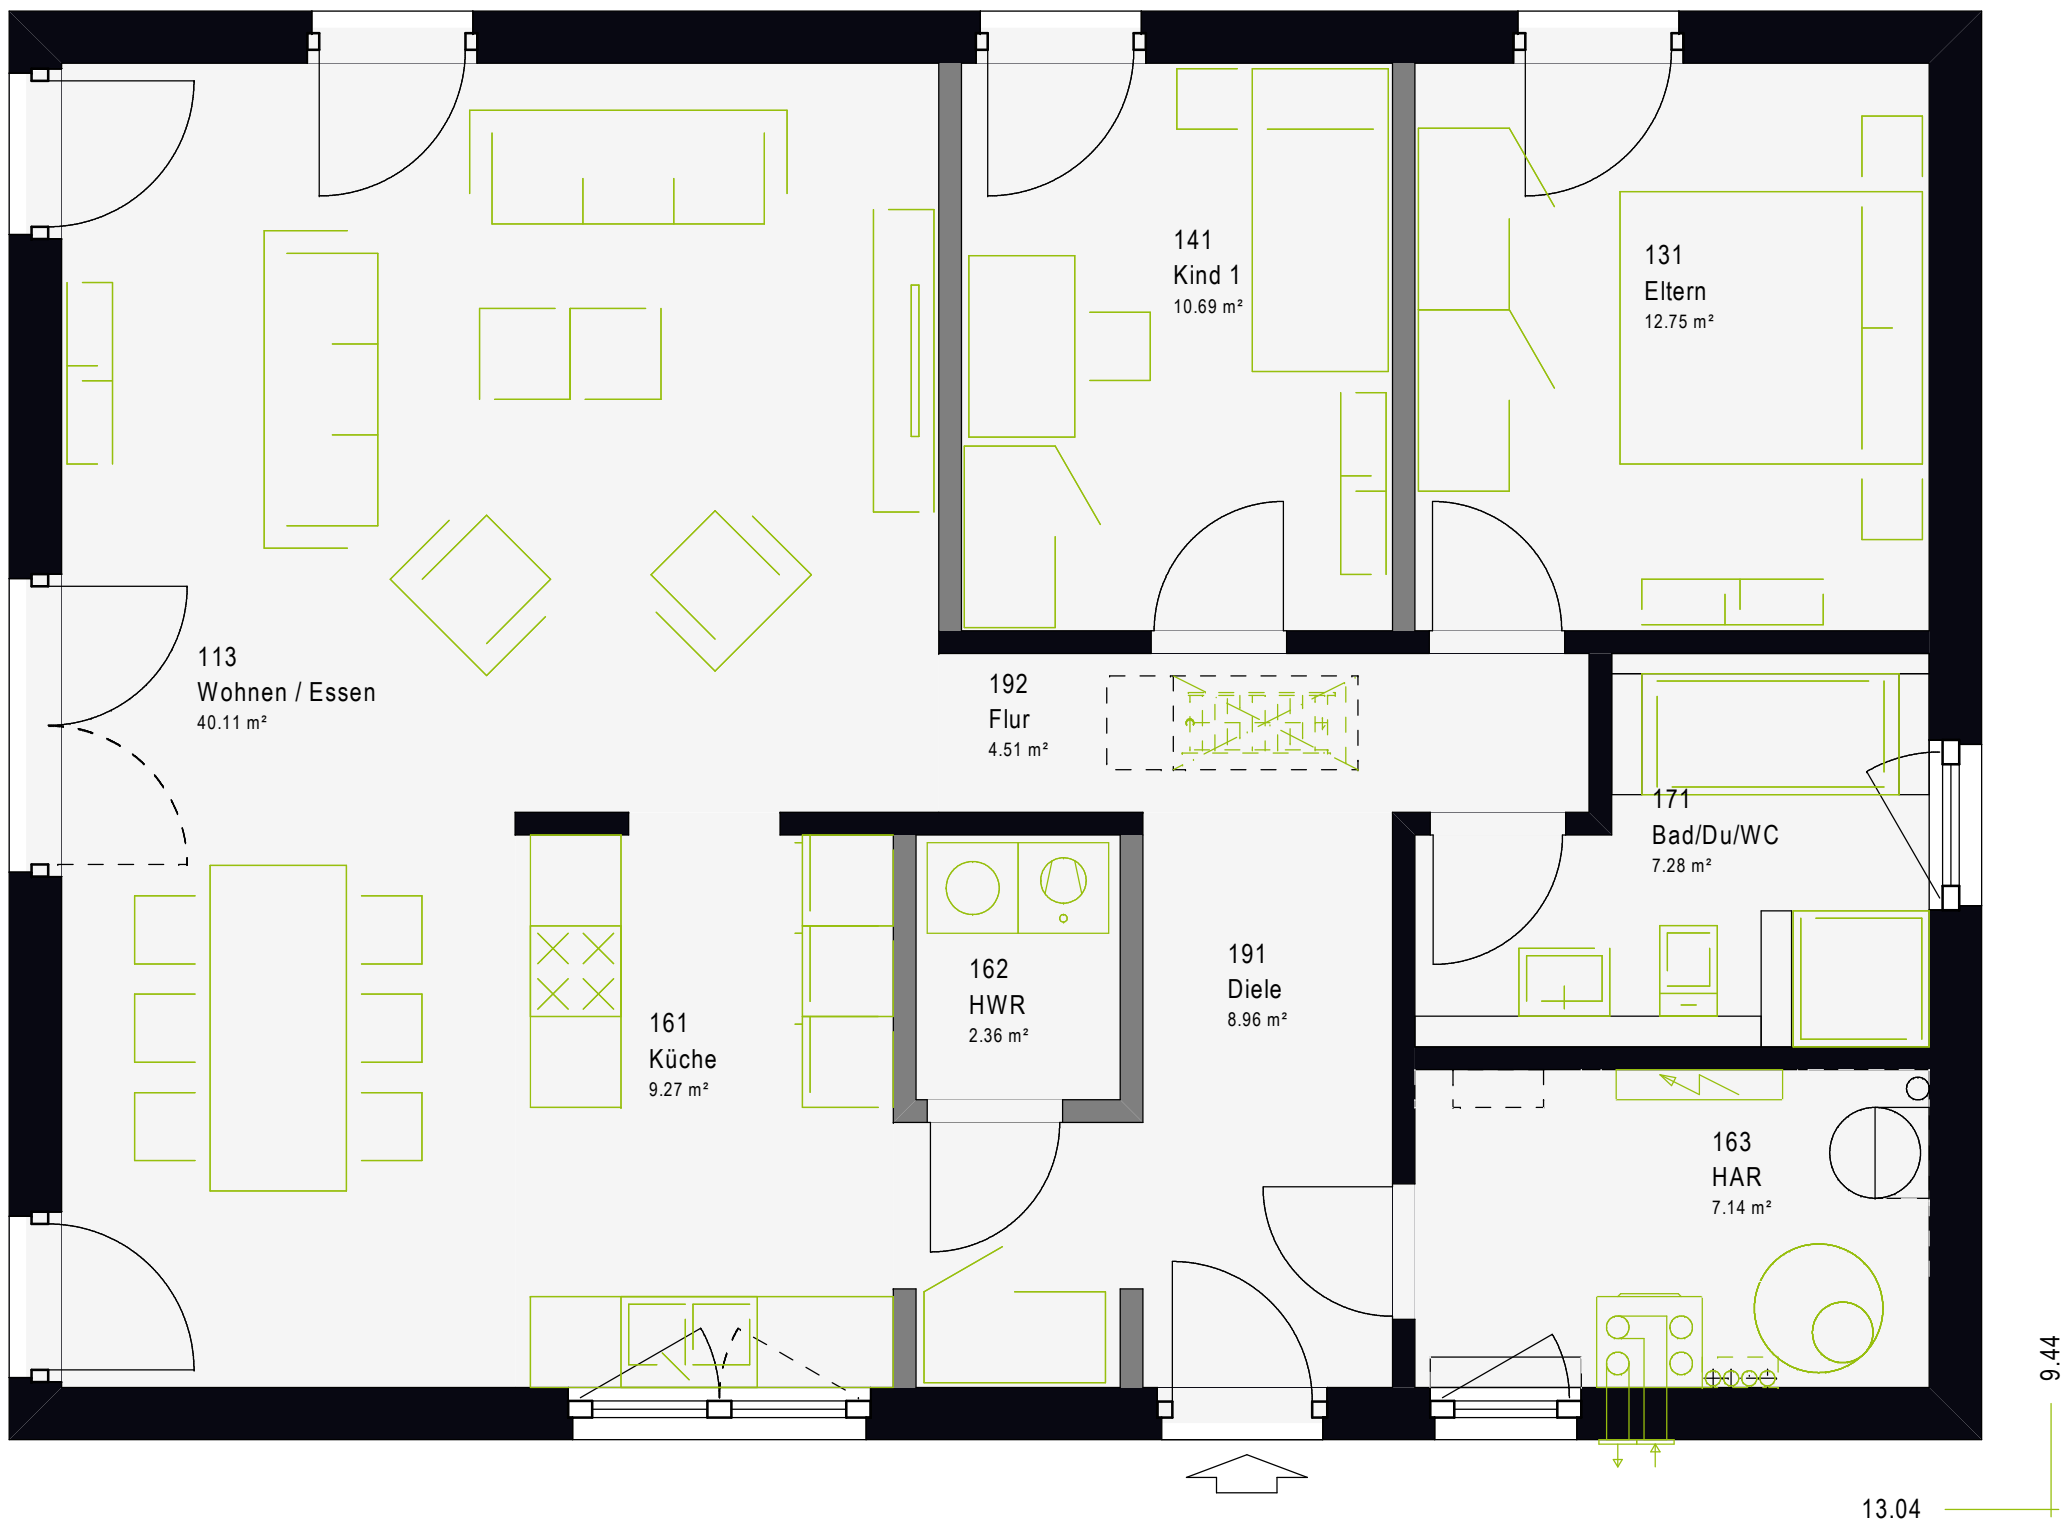 141
Kind 1
10.69 m²
131
Eltern
12.75 m²
113
Wohnen / Essen
40.11 m²
192
Flur
4.51 m²
171
Bad/Du/WC
7.28 m²
161
Küche
9.27 m²
162
HWR
2.36 m²
191
Diele
8.96 m²
163
HAR
7.14 m²
9.44
13.04